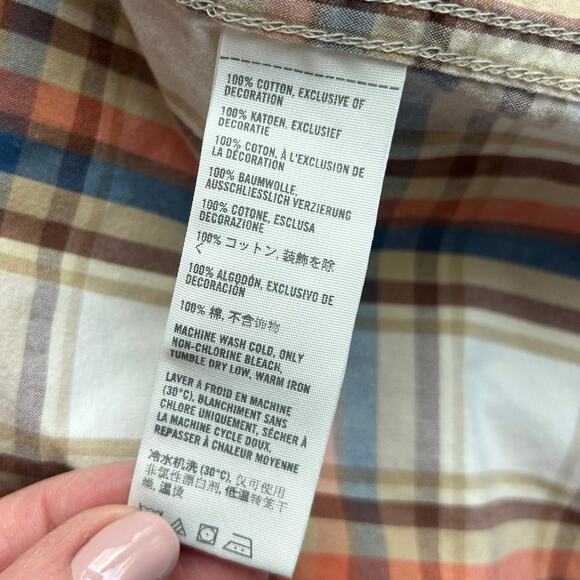 100% COTTON, EXCLUSIVE OF
DECORATION
100% KATOEN, EXCLUSIEF
DECORATIE
100% COTON, À L'EXCLUSION DE
LA DÉCORATION
100% BAUMWOLLE,
AUSSCHLIESSLICH VERZIERUNG
100% COTONE, ESCLUSA
DECORAZIONE
100% コットン, 装飾を除
く
100% ALGODÓN, EXCLUSIVO DE
DECORACIÓN
100% 棉, 不含饰物
MACHINE WASH COLD, ONLY
NON-CHLORINE BLEACH,
TUMBLE DRY LOW, WARM IRON
LAVER À FROID EN MACHINE
(30°C), BLANCHIMENT SANS
CHLORE UNIQUEMENT, SÉCHER À
LA MACHINE CYCLE DOUX,
REPASSER À CHALEUR MOYENNE
冷水机洗(30°C), 仅可使用
非氯性漂白剂, 低温转笼干
燥, 温烫